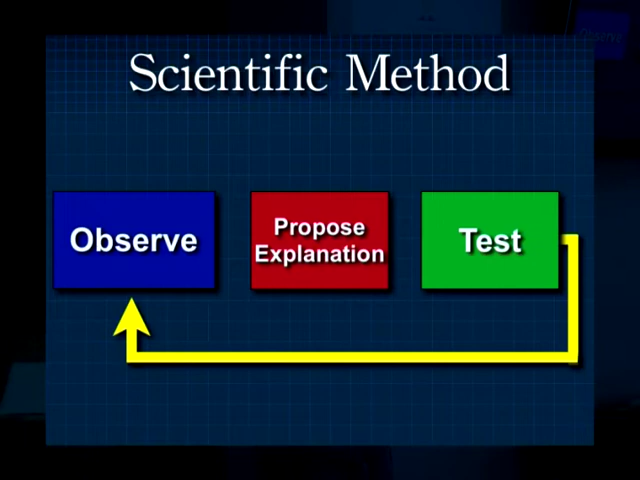 Scientific Method
Observe
Propose
Explanation
Test